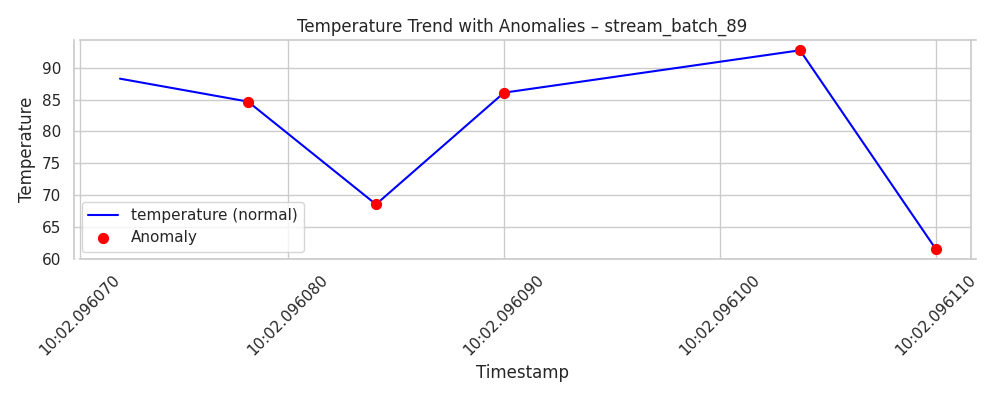 Temperature Trend with Anomalies – stream_batch_89
Temperature
90
85
80
75
70
65
60
temperature (normal)
Anomaly
10:02.096070
10:02.096080
10:02.096090
10:02.096100
10:02.096110
Timestamp